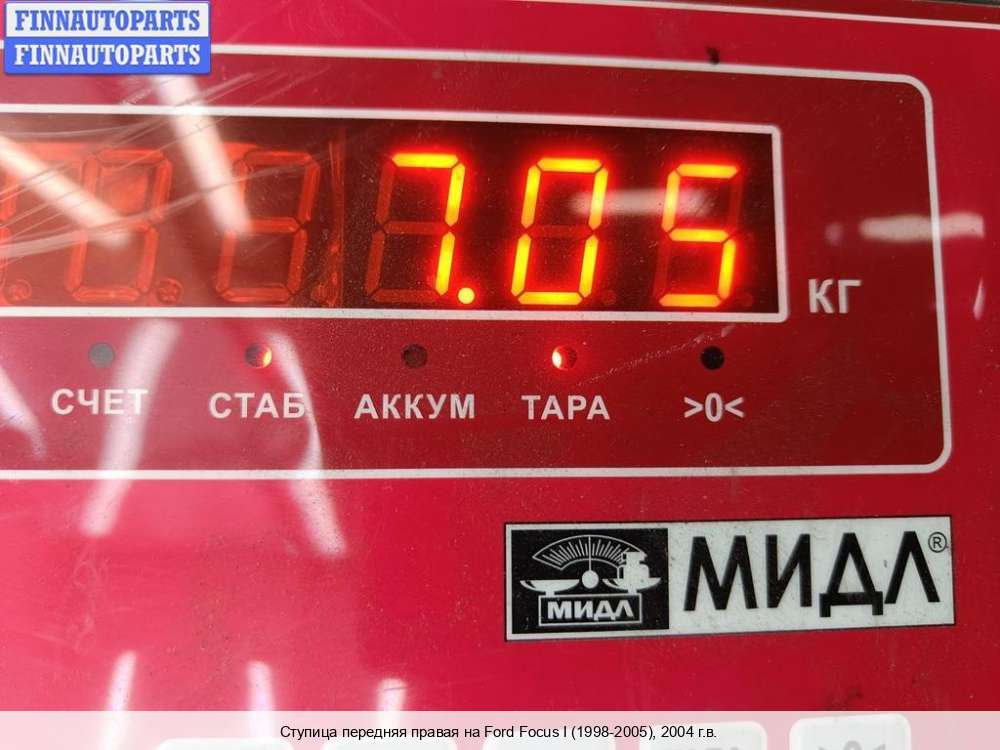 FINNAUTOPARTS
FINNAUTOPARTS
7.05
КГ
СЧЕТ СТАБ АККУМ ТАРА >0<
МИДЛ МИДЛ®
Ступица передняя правая на Ford Focus I (1998-2005), 2004 г.в.